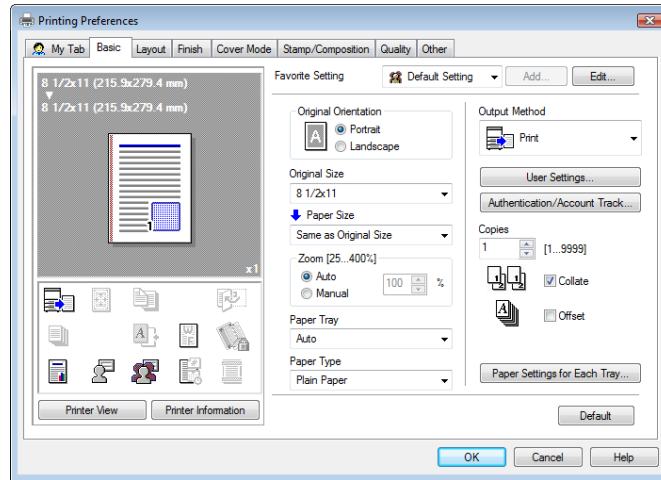 Printing Preferences
My Tab Basic Layout Finish Cover Mode Stamp/Composition Quality Other
8 1/2x11 (215.9x279.4 mm)
8 1/2x11 (215.9x279.4 mm)
1
x1
Printer View Printer Information
Favorite Setting Default Setting Add... Edit...
Original Orientation
A
Portrait
Landscape
Original Size
8 1/2x11
Paper Size
Same as Original Size
Zoom [25...400%]
Auto
Manual
100 %
Paper Tray
Auto
Paper Type
Plain Paper
Output Method
Print
User Settings...
Authentication/Account Track...
Copies
1 [1...9999]
Collate
Offset
Paper Settings for Each Tray...
Default
OK Cancel Help